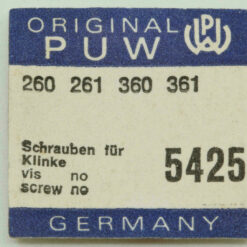 ORIGINAL
PUW PUW
260 261 360 361
Schrauben für
Klinke
vis no
screw no
5425
GERMANY